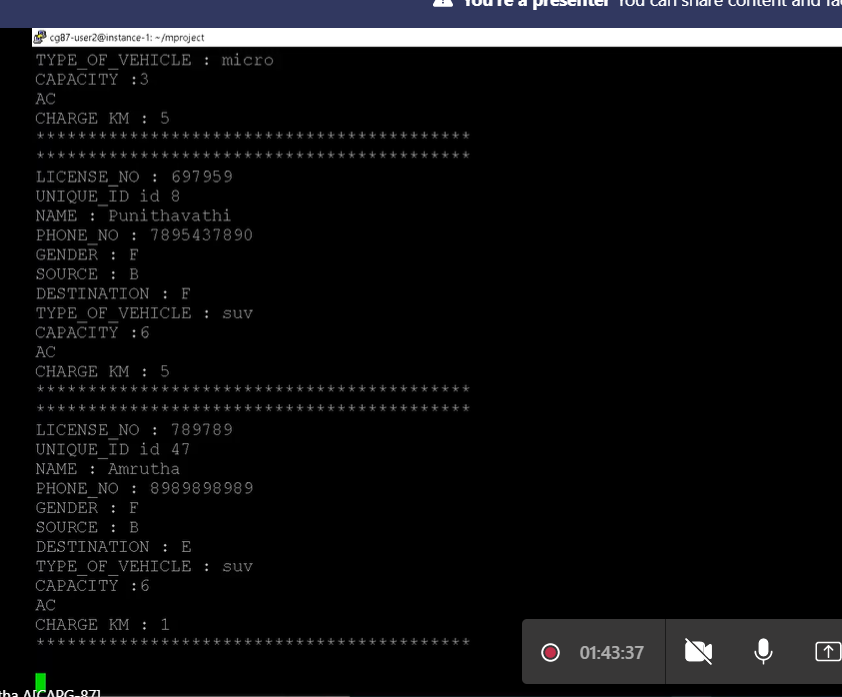 You're a presenter You can share content and fa
cg87-user2@instance-1: ~/mproject
TYPE_OF_VEHICLE : micro
CAPACITY :3
AC
CHARGE KM : 5
******************************************
******************************************
LICENSE_NO : 697959
UNIQUE_ID id 8
NAME : Punithavathi
PHONE_NO : 7895437890
GENDER : F
SOURCE : B
DESTINATION : F
TYPE_OF_VEHICLE : suv
CAPACITY :6
AC
CHARGE KM : 5
******************************************
******************************************
LICENSE_NO : 789789
UNIQUE_ID id 47
NAME : Amrutha
PHONE_NO : 8989898989
GENDER : F
SOURCE : B
DESTINATION : E
TYPE_OF_VEHICLE : suv
CAPACITY :6
AC
CHARGE KM : 1
******************************************
01:43:37
tha A[CAPG-87]